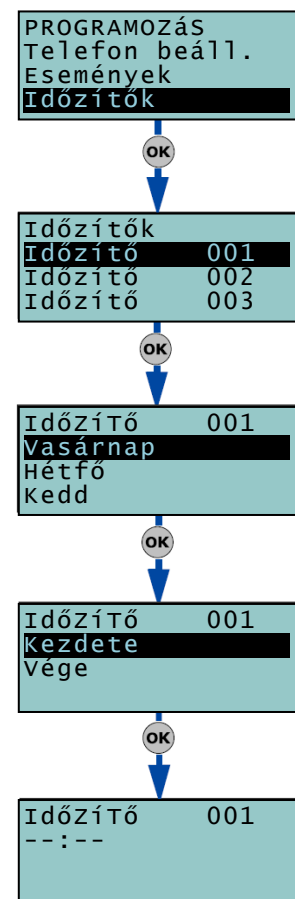 PROGRAMOZáS
Telefon beáll.
Események
Időzítők
OK
Időzítők
Időzítő 001
Időzítő 002
Időzítő 003
OK
IdőZíTő 001
Vasárnap
Hétfő
Kedd
OK
IdőZíTő 001
Kezdete
Vége
OK
IdőZíTő 001
--:--